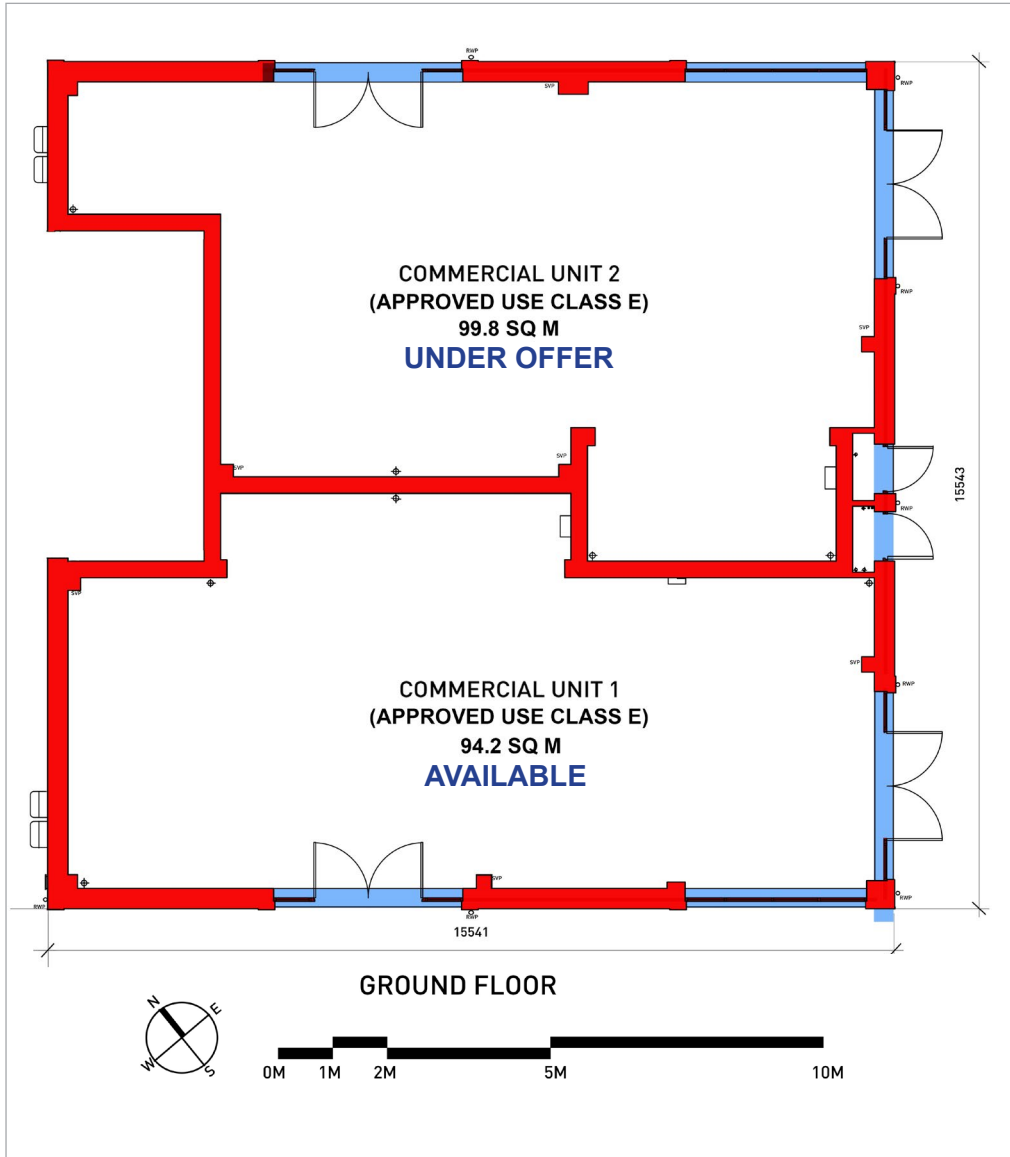 RWP
SVP
RWP
COMMERCIAL UNIT 2
(APPROVED USE CLASS E)
99.8 SQ M
UNDER OFFER
RWP
SVP
SVP
SVP
15543
RWP
SVP
SVP
RWP
COMMERCIAL UNIT 1
(APPROVED USE CLASS E)
94.2 SQ M
AVAILABLE
SVP
RWP
RWP
RWP
15541
GROUND FLOOR
N
E
W
S
0M 1M 2M 5M 10M